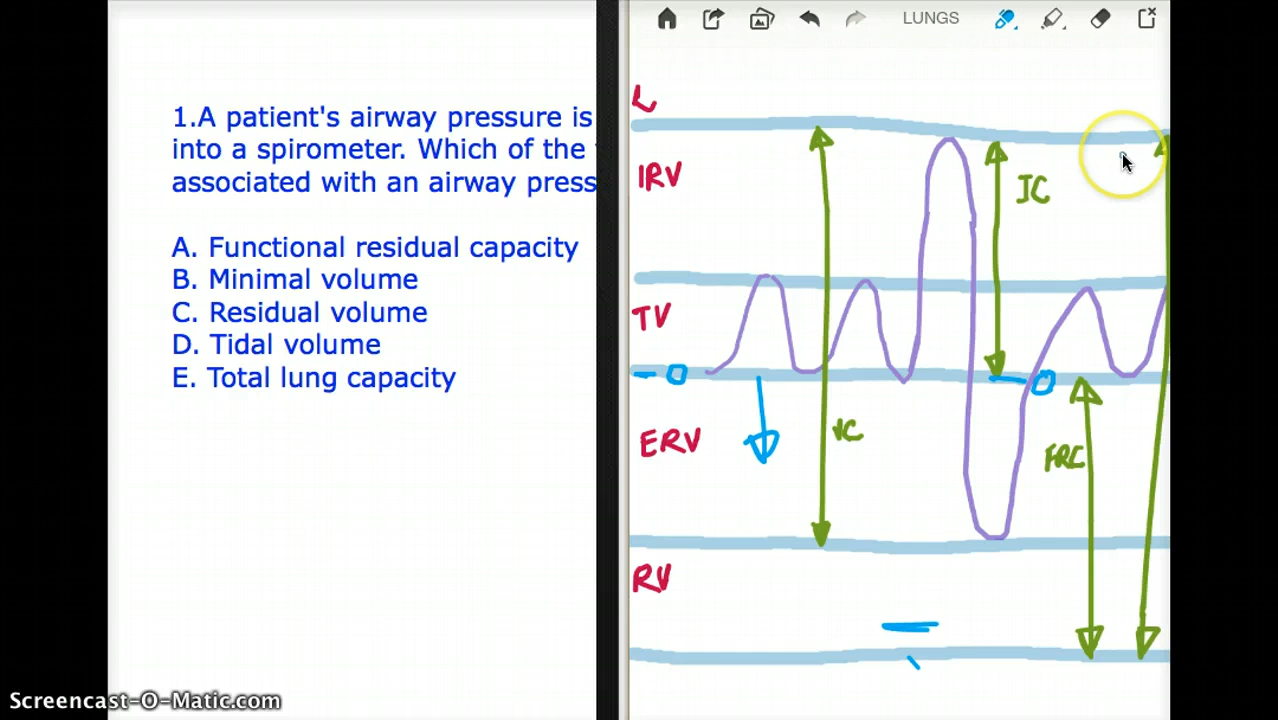 1.A patient's airway pressure is
into a spirometer. Which of the
associated with an airway press
A. Functional residual capacity
B. Minimal volume
C. Residual volume
D. Tidal volume
E. Total lung capacity
LUNGS
L
IRV
IC
TV
- 0
- 0
ERV
VC
FRC
RV
Screencast-O-Matic.com